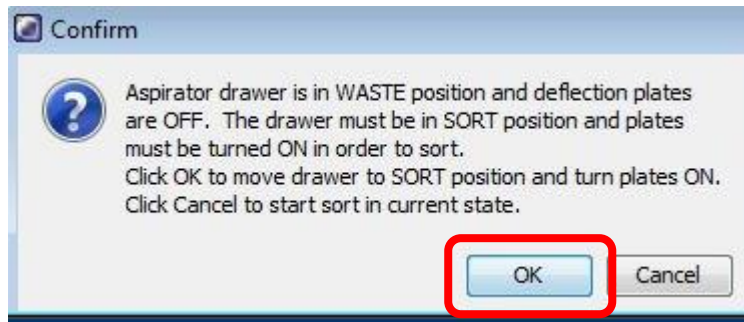 Confirm
Aspirator drawer is in WASTE position and deflection plates
are OFF. The drawer must be in SORT position and plates
must be turned ON in order to sort.
Click OK to move drawer to SORT position and turn plates ON.
Click Cancel to start sort in current state.
OK Cancel